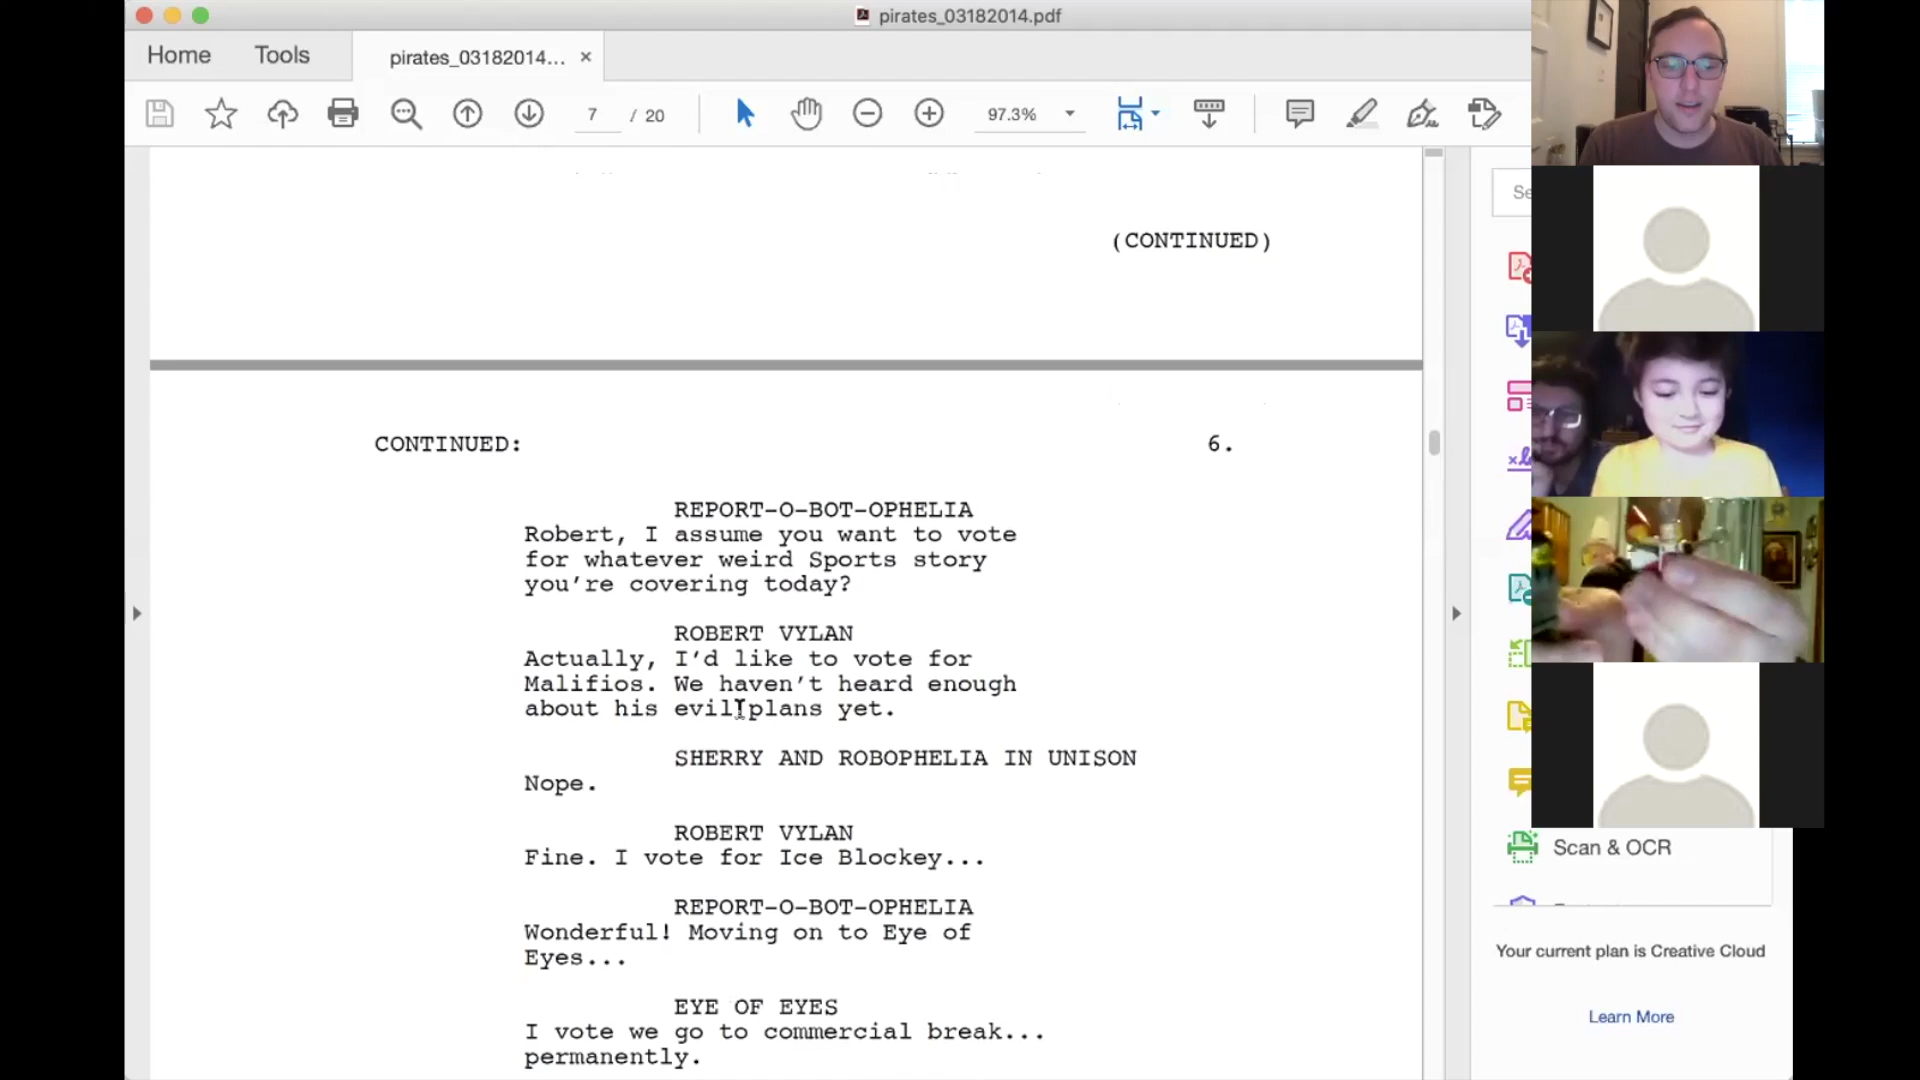 pirates_03182014.pdf
Home
Tools
pirates_03182014...
7 / 20
97.3%
(CONTINUED)
CONTINUED:
6.
REPORT-O-BOT-OPHELIA
Robert, I assume you want to vote
for whatever weird Sports story
you're covering today?
ROBERT VYLAN
Actually, I'd like to vote for
Malifios. We haven't heard enough
about his evil plans yet.
SHERRY AND ROBOPHELIA IN UNISON
Nope.
ROBERT VYLAN
Fine. I vote for Ice Blockey...
REPORT-O-BOT-OPHELIA
Wonderful! Moving on to Eye of
Eyes...
EYE OF EYES
I vote we go to commercial break...
permanently.
Se
Scan & OCR
Your current plan is Creative Cloud
Learn More